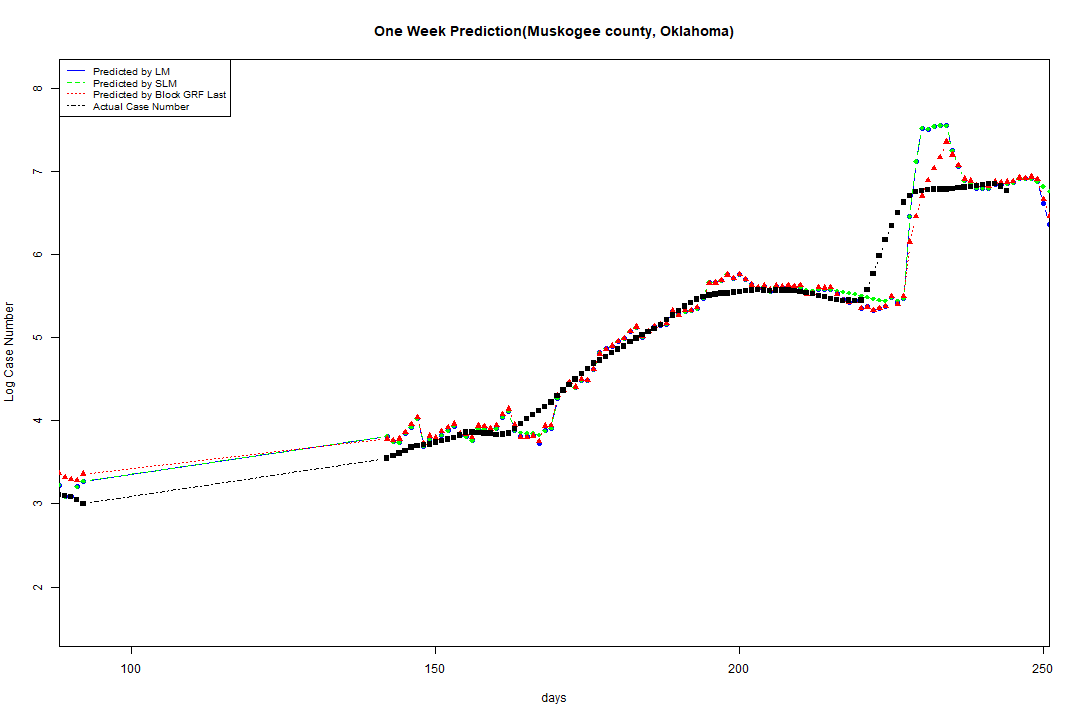 One Week Prediction(Muskogee county, Oklahoma)
Predicted by LM
Predicted by SLM
Predicted by Block GRF Last
Actual Case Number
8
7
6
5
4
3
2
Log Case Number
100
150
200
250
days